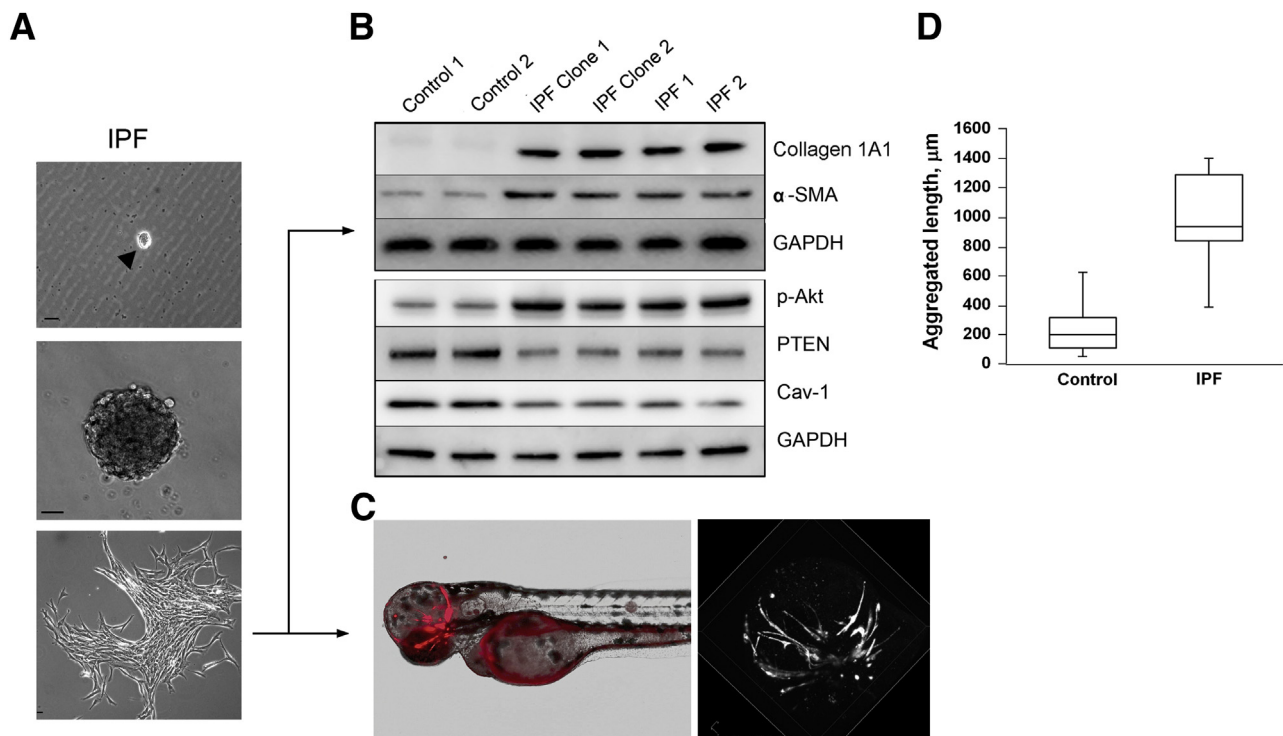 A
IPF
B
Control 1
Control 2
IPF Clone 1
IPF Clone 2
IPF 1
IPF 2
Collagen 1A1
α-SMA
GAPDH
p-Akt
PTEN
Cav-1
GAPDH
C
D
Aggregated length, μm
1600
1400
1200
1000
800
600
400
200
0
Control
IPF